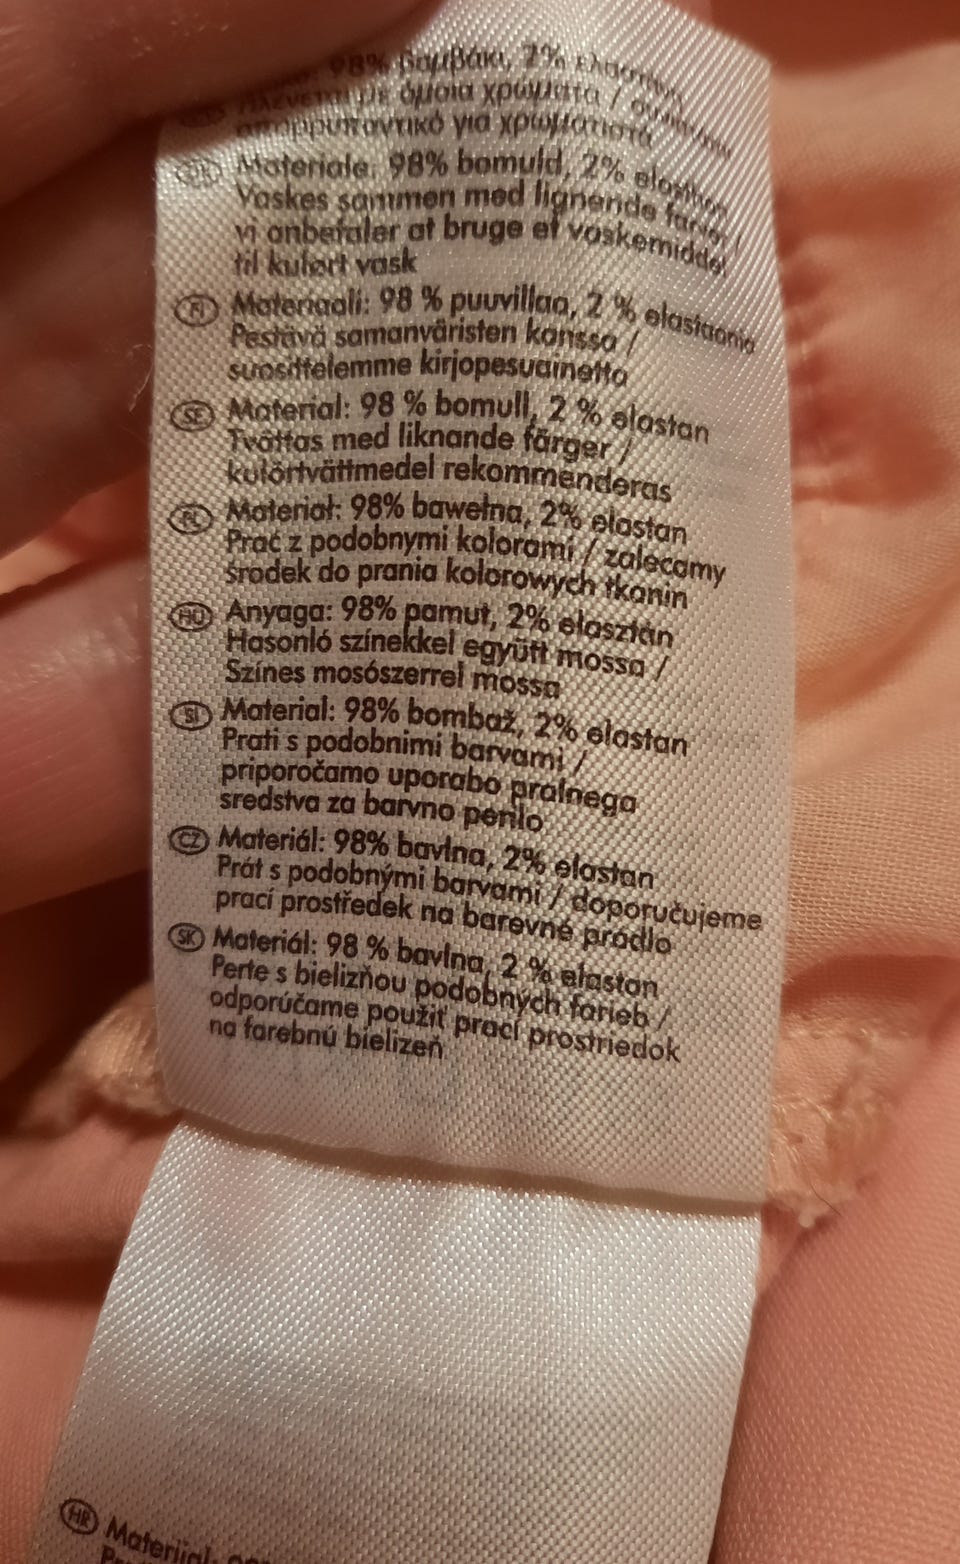 98% βαμβάκι, 2% ελαστίνη
Πλένεται με όμοια χρώματα /
απορρυπαντικό για χρωματιστά
DK Materiale: 98% bomuld, 2% elasthan
Vaskes sammen med lignende farver /
vi anbefaler at bruge et vaskemiddel
til kulørt vask
FI Materiaali: 98 % puuvillaa, 2 % elastaania
Pestävä samanväristen kanssa /
suosittelemme kirjopesuainetta
SE Material: 98 % bomull, 2 % elastan
Tvättas med liknande färger /
kulörtvättmedel rekommenderas
PL Materiał: 98% bawełna, 2% elastan
Prać z podobnymi kolorami / zalecamy
środek do prania kolorowych tkanin
HU Anyaga: 98% pamut, 2% elasztán
Hasonló színekkel együtt mossa /
Színes mosószerrel mossa
SI Material: 98% bombaž, 2% elastan
Prati s podobnimi barvami /
priporočamo uporabo pralnega
sredstva za barvno perilo
CZ Materiál: 98% bavlna, 2% elastan
Prát s podobnými barvami / doporučujeme
prací prostředek na barevné prádlo
SK Materiál: 98 % bavlna, 2 % elastan
Perte s bielizňou podobných farieb /
odporúčame použiť prací prostriedok
na farebnú bielizeň
HR Materijal: